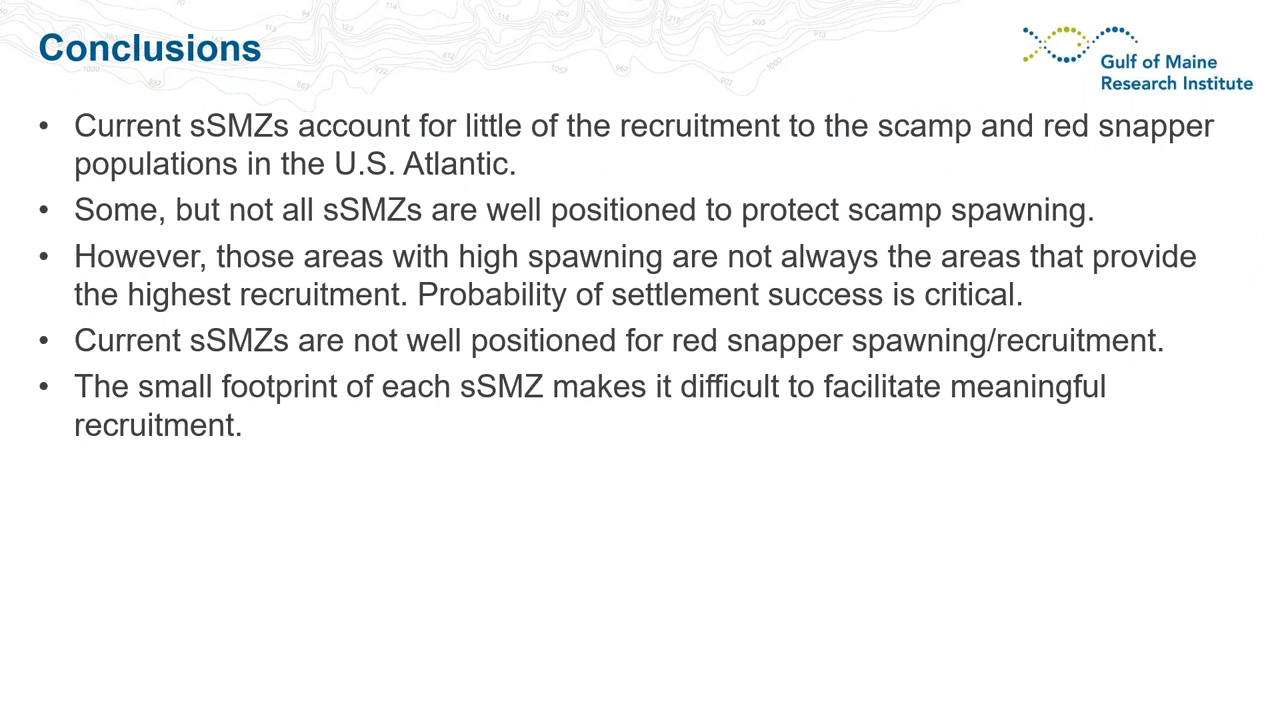 Conclusions
Gulf of Maine
Research Institute
• Current sSMZs account for little of the recruitment to the scamp and red snapper
populations in the U.S. Atlantic.
• Some, but not all sSMZs are well positioned to protect scamp spawning.
• However, those areas with high spawning are not always the areas that provide
the highest recruitment. Probability of settlement success is critical.
• Current sSMZs are not well positioned for red snapper spawning/recruitment.
• The small footprint of each sSMZ makes it difficult to facilitate meaningful
recruitment.